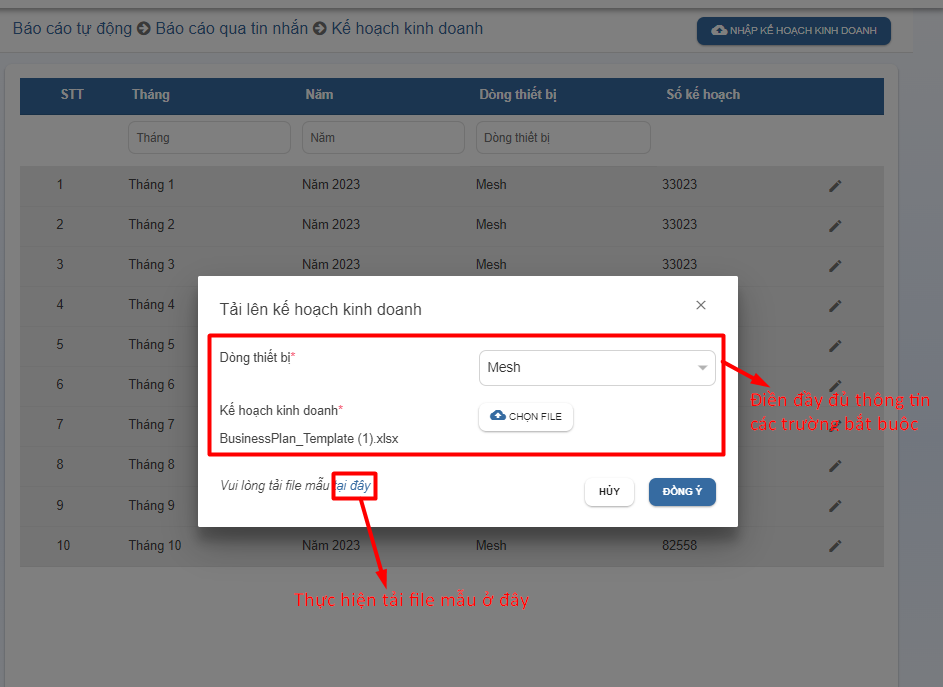 Báo cáo tự động Báo cáo qua tin nhắn Kế hoạch kinh doanh
NHẬP KẾ HOẠCH KINH DOANH
STT Tháng Năm Dòng thiết bị Số kế hoạch
Tháng Năm Dòng thiết bị
1 Tháng 1 Năm 2023 Mesh 33023
2 Tháng 2 Năm 2023 Mesh 33023
3 Tháng 3 Năm 2023 Mesh 33023
4 Tháng 4
5 Tháng 5
6 Tháng 6
7 Tháng 7
8 Tháng 8
9 Tháng 9
10 Tháng 10 Năm 2023 Mesh 82558
Tải lên kế hoạch kinh doanh
Dòng thiết bị*
Mesh
Kế hoạch kinh doanh*
CHỌN FILE
BusinessPlan_Template (1).xlsx
Vui lòng tải file mẫu tại đây
HỦY
ĐỒNG Ý
Điền đầy đủ thông tin
các trường bắt buộc
Thực hiện tải file mẫu ở đây